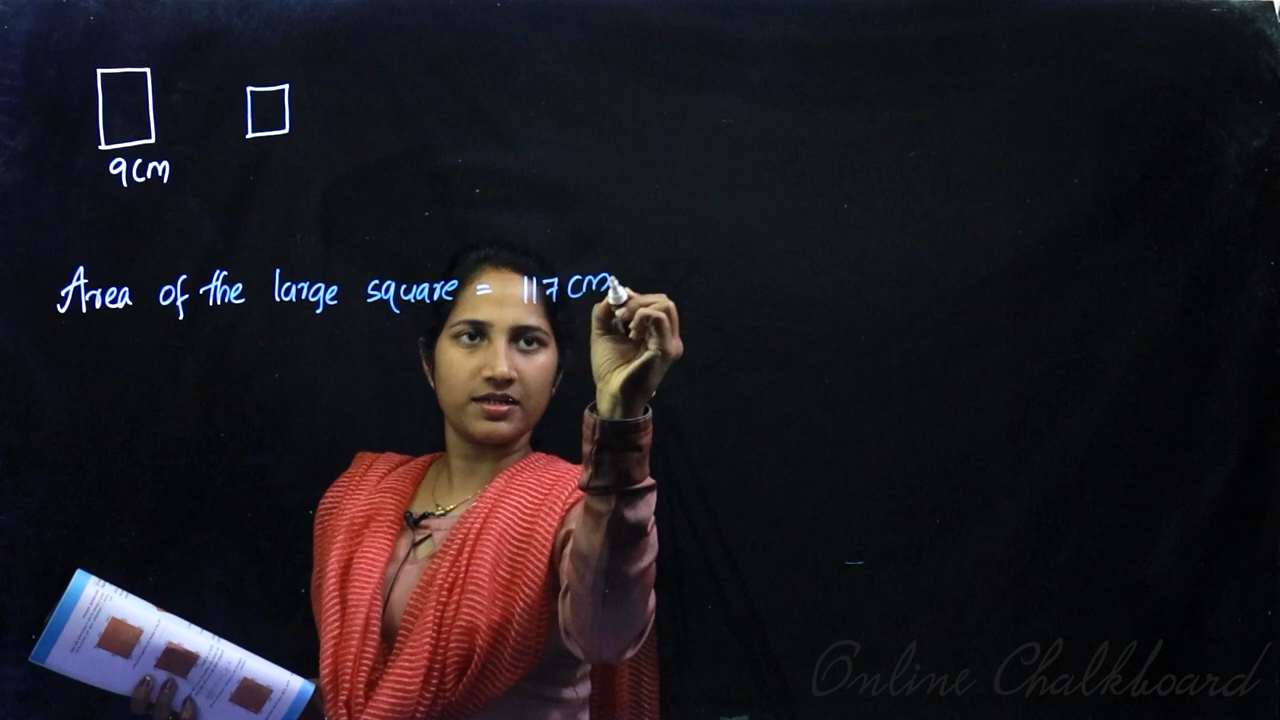 9cm
Area of the large square = 117 cm
Online Chalkboard